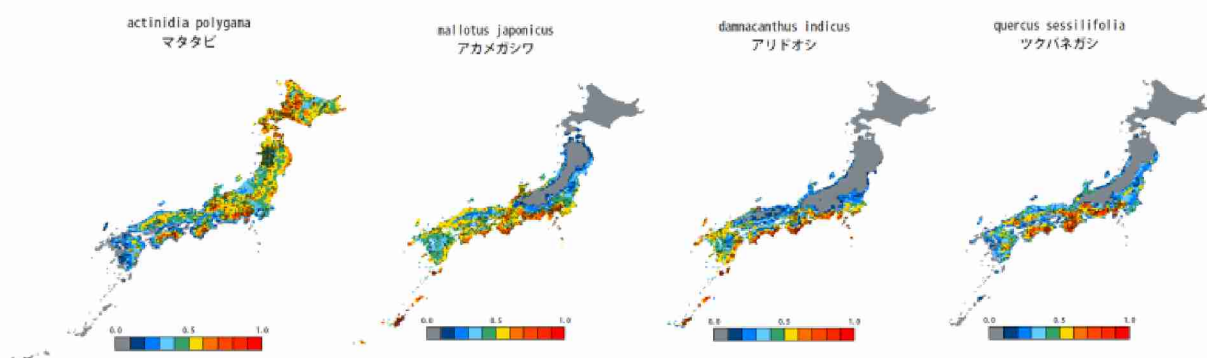 actinidia polygama
マタタビ
0.0 0.5 1.0
mallotus japonicus
アカメガシワ
0.0 0.5 1.0
damnacanthus indicus
アリドオシ
0.0 0.5 1.0
quercus sessilifolia
ツクバネガシ
0.0 0.5 1.0